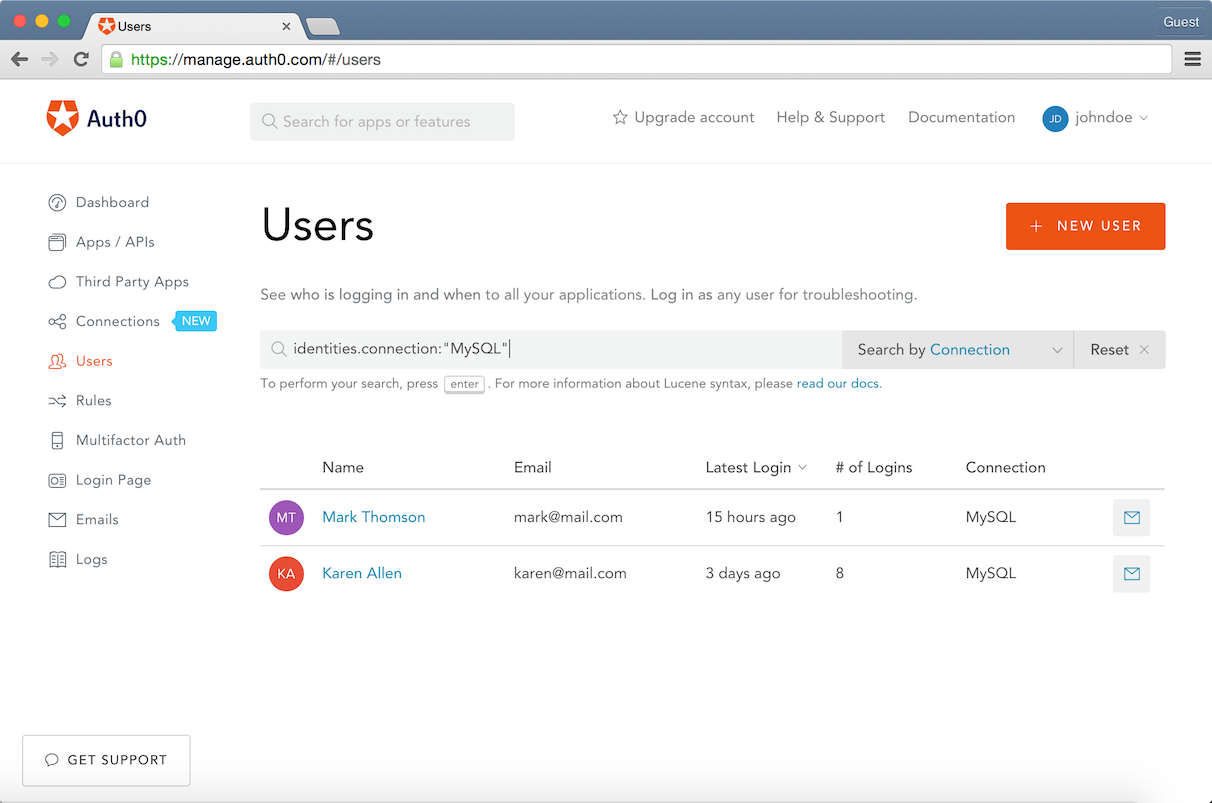 Users
Guest
https://manage.auth0.com/#/users
Auth0
Search for apps or features
Upgrade account
Help & Support
Documentation
JD
johndoe
Dashboard
Apps / APIs
Third Party Apps
Connections
NEW
Users
Rules
Multifactor Auth
Login Page
Emails
Logs
Users
+ NEW USER
See who is logging in and when to all your applications. Log in as any user for troubleshooting.
identities.connection:"MySQL"
Search by Connection
Reset
To perform your search, press enter . For more information about Lucene syntax, please read our docs.
Name Email Latest Login # of Logins Connection
MT Mark Thomson mark@mail.com 15 hours ago 1 MySQL
KA Karen Allen karen@mail.com 3 days ago 8 MySQL
GET SUPPORT